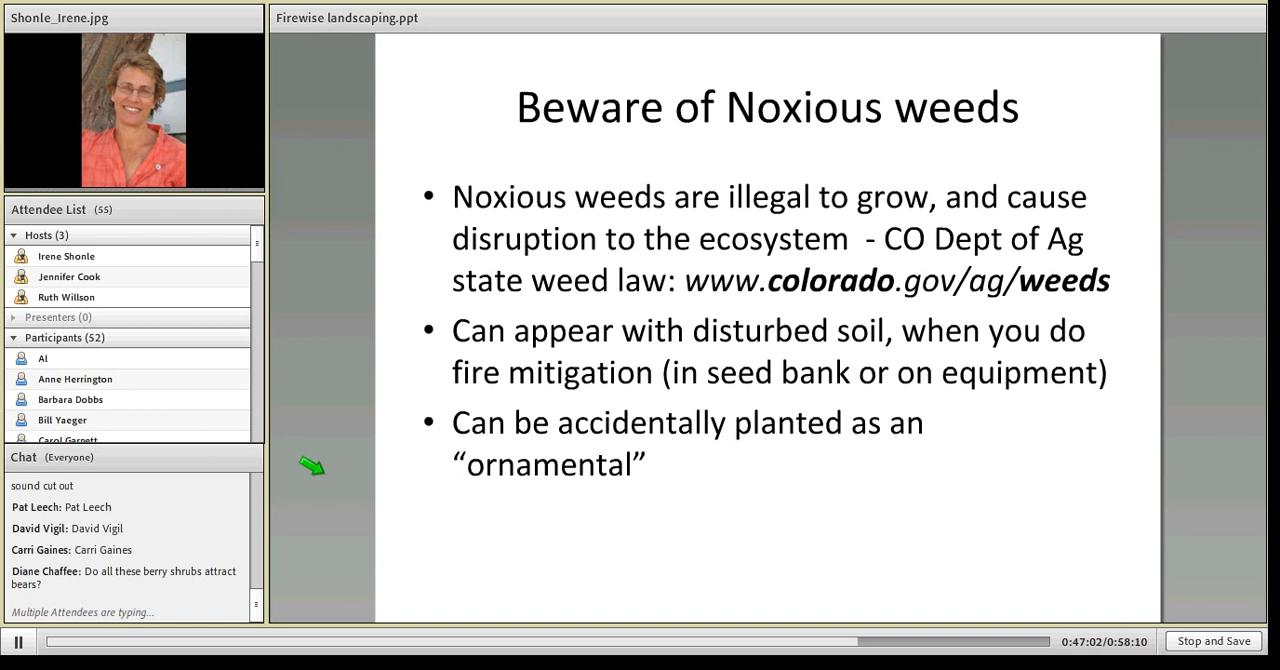 Shonle_Irene.jpg
Attendee List (55)
Hosts (3)
Irene Shonle
Jennifer Cook
Ruth Willson
Presenters (0)
Participants (52)
Al
Anne Herrington
Barbara Dobbs
Bill Yaeger
Carol Garnett
Chat (Everyone)
sound cut out
Pat Leech: Pat Leech
David Vigil: David Vigil
Carri Gaines: Carri Gaines
Diane Chaffee: Do all these berry shrubs attract
bears?
Multiple Attendees are typing...
Firewise landscaping.ppt
Beware of Noxious weeds
• Noxious weeds are illegal to grow, and cause
disruption to the ecosystem - CO Dept of Ag
state weed law: www.colorado.gov/ag/weeds
• Can appear with disturbed soil, when you do
fire mitigation (in seed bank or on equipment)
• Can be accidentally planted as an
“ornamental”
0:47:02/0:58:10
Stop and Save